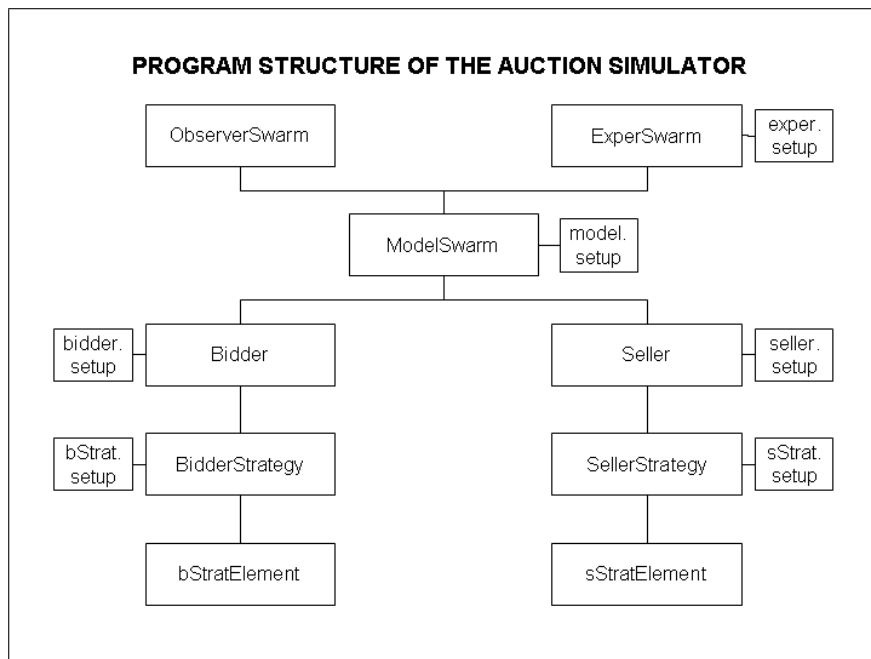 PROGRAM STRUCTURE OF THE AUCTION SIMULATOR
ObserverSwarm
ExperSwarm
exper.
setup
ModelSwarm
model.
setup
bidder.
setup
Bidder
Seller
seller.
setup
bStrat.
setup
BidderStrategy
SellerStrategy
sStrat.
setup
bStratElement
sStratElement